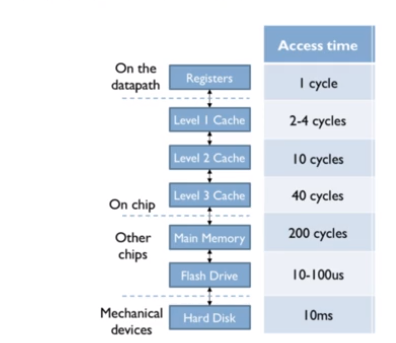 Access time
On the
datapath
Registers
1 cycle
Level 1 Cache
2-4 cycles
Level 2 Cache
10 cycles
Level 3 Cache
40 cycles
On chip
Other
chips
Main Memory
200 cycles
Flash Drive
10-100us
Mechanical
devices
Hard Disk
10ms